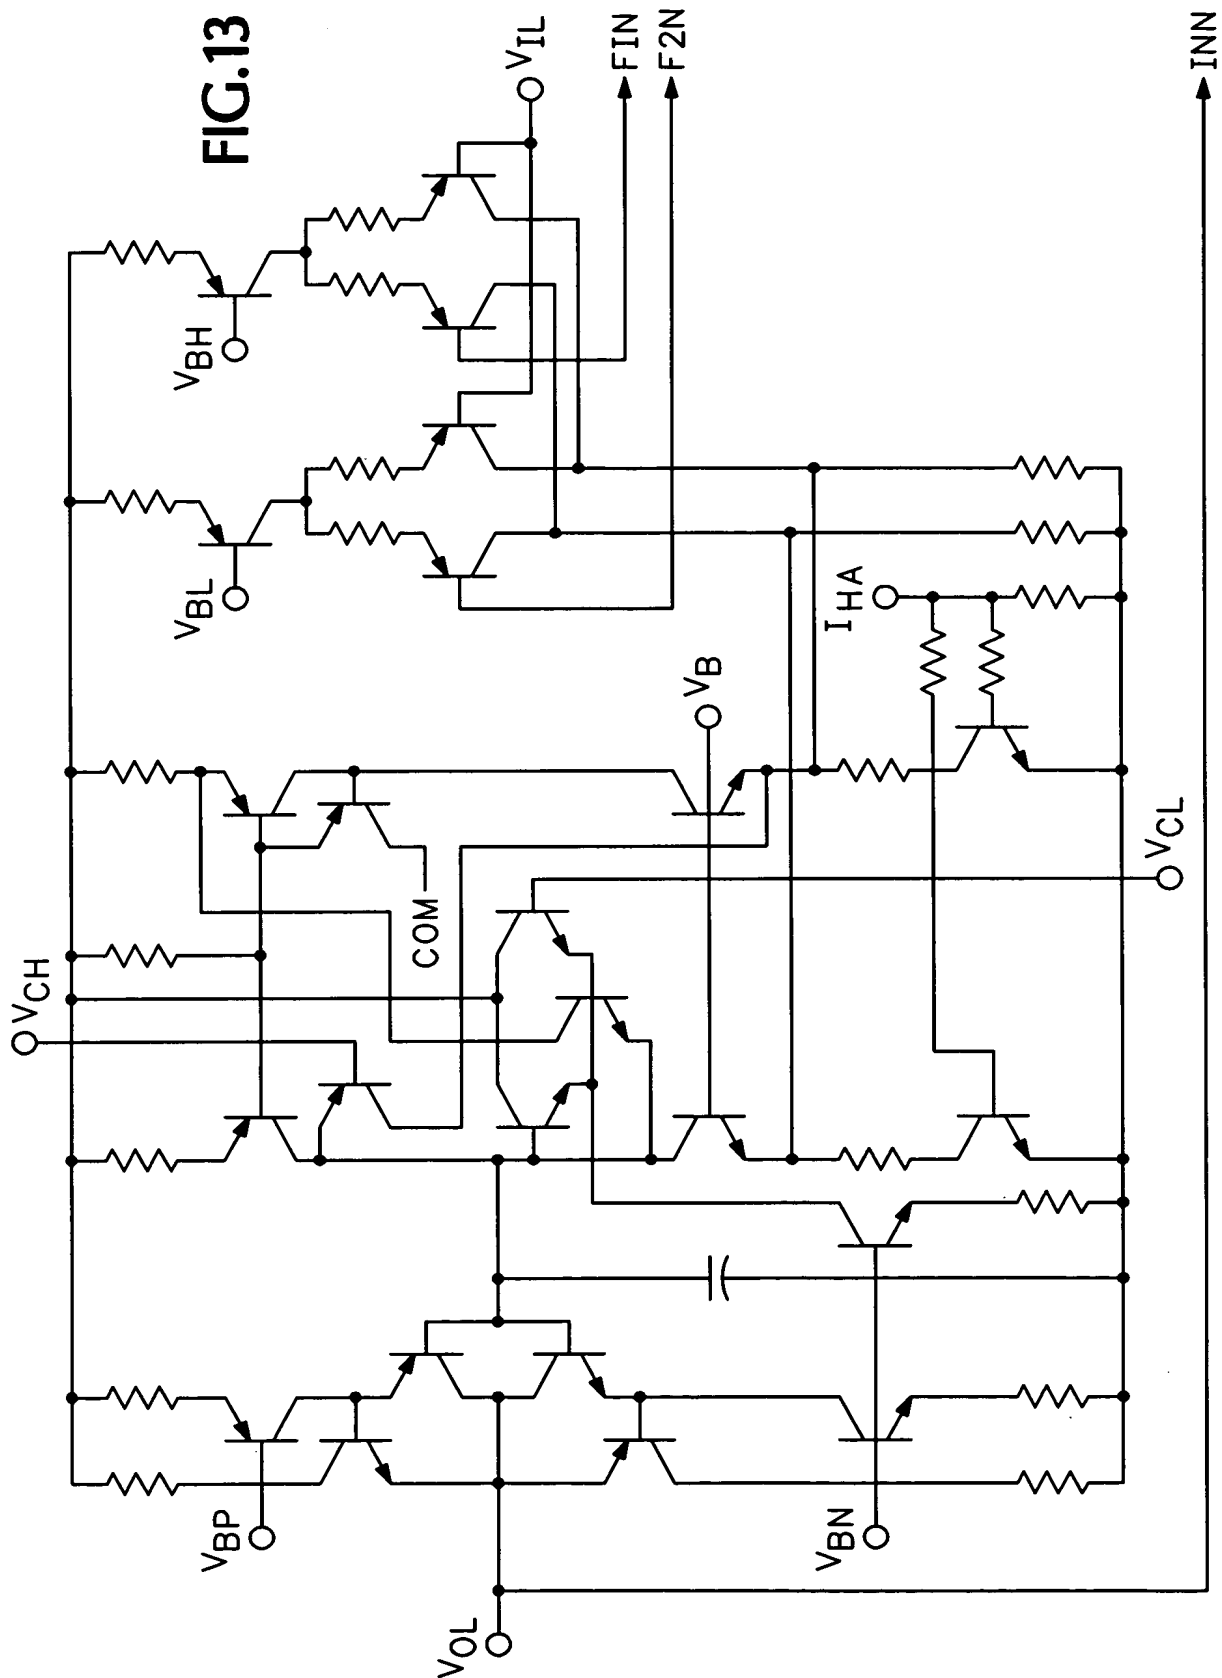 FIG.13
V_IL
FIN
F2N
INN
V_BH
V_BL
I_HA
V_B
V_CL
V_CH
COM
V_BP
V_BN
V_OL